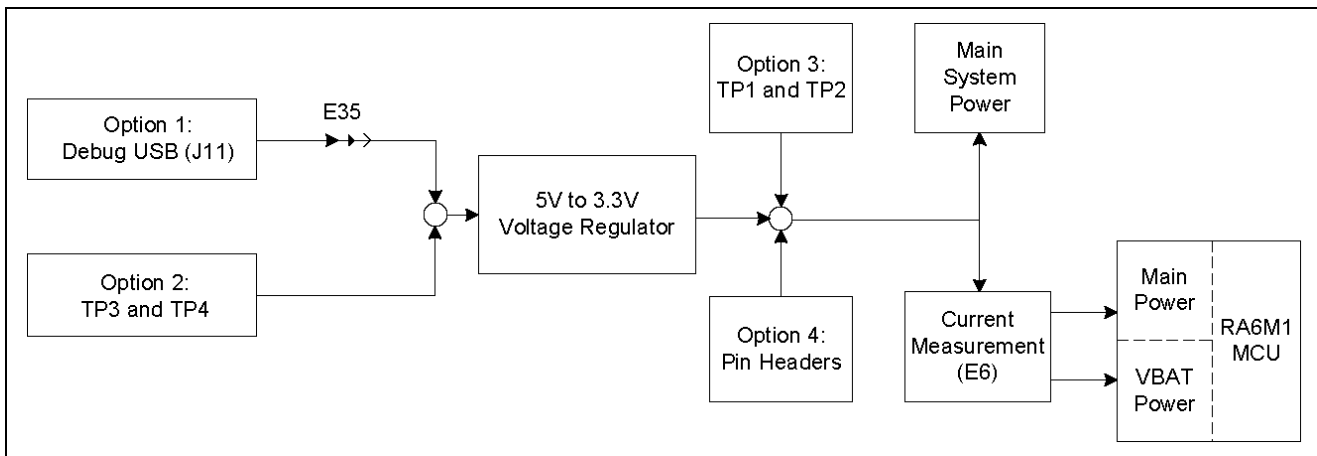 Option 1:
Debug USB (J11)
E35
Option 2:
TP3 and TP4
5V to 3.3V
Voltage Regulator
Option 3:
TP1 and TP2
Option 4:
Pin Headers
Main
System
Power
Current
Measurement
(E6)
Main
Power
VBAT
Power
RA6M1
MCU